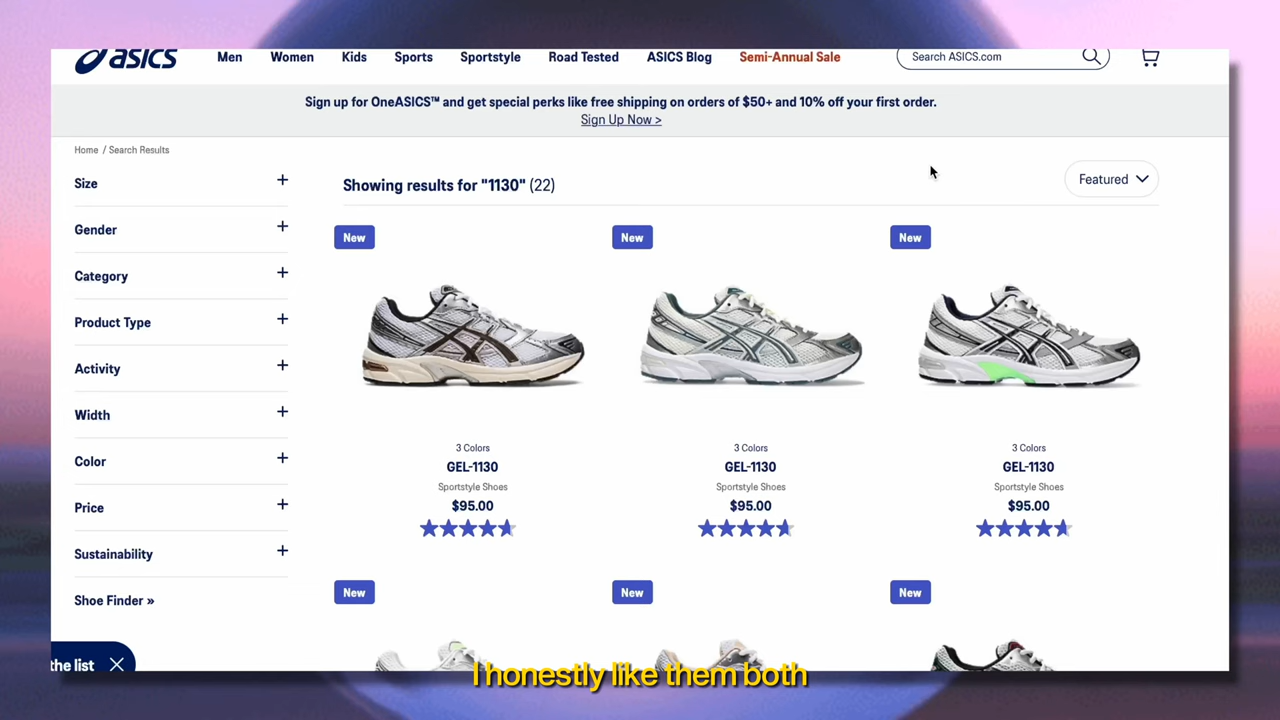 asics
Men Women Kids Sports Sportstyle Road Tested ASICS Blog Semi-Annual Sale Search ASICS.com
Sign up for OneASICS™ and get special perks like free shipping on orders of $50+ and 10% off your first order.
Sign Up Now >
Home / Search Results
Size +
Showing results for "1130" (22)
Featured
Gender +
New New New
Category +
Product Type +
Activity +
Width +
Color +
3 Colors 3 Colors 3 Colors
GEL-1130 GEL-1130 GEL-1130
Sportstyle Shoes Sportstyle Shoes Sportstyle Shoes
Price +
$95.00 $95.00 $95.00
Sustainability +
Shoe Finder »
New New New
the list
I honestly like them both